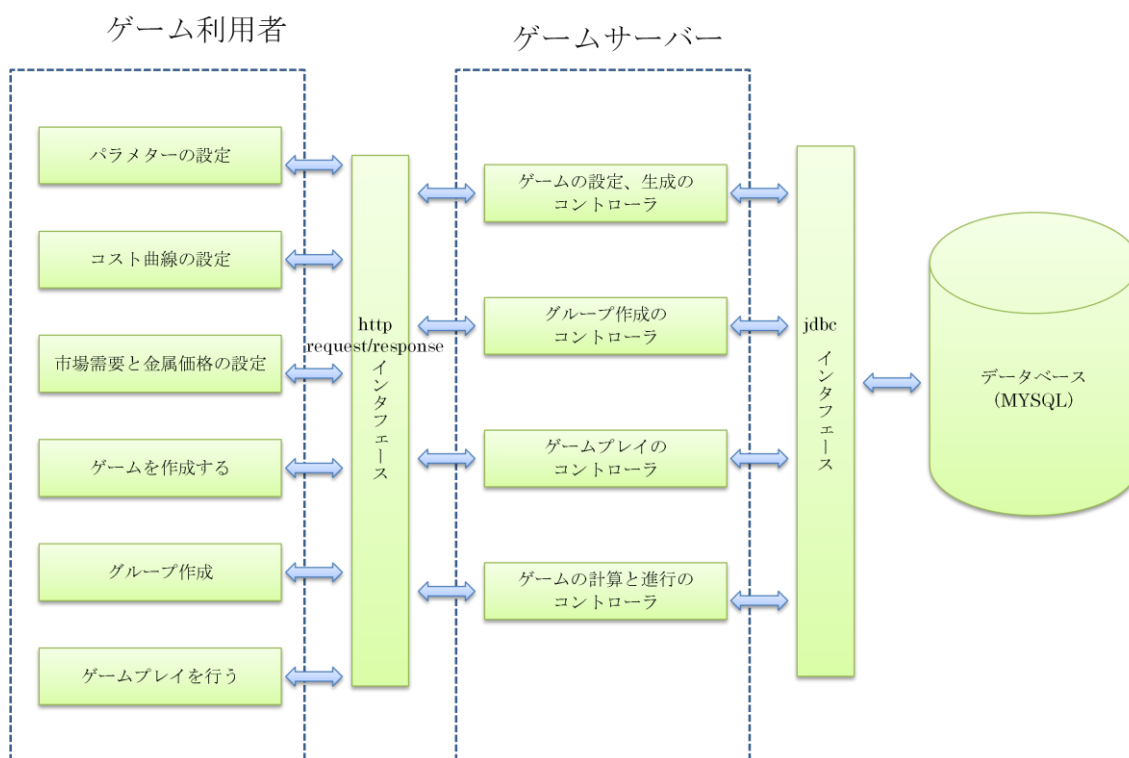 ゲーム利用者
ゲームサーバー
パラメターの設定
コスト曲線の設定
市場需要と金属価格の設定
ゲームを作成する
グループ作成
ゲームプレイを行う
http
request/response
インタフェース
ゲームの設定、生成の
コントローラ
グループ作成の
コントローラ
ゲームプレイの
コントローラ
ゲームの計算と進行の
コントローラ
jdbc
インタフェース
データベース
(MYSQL)